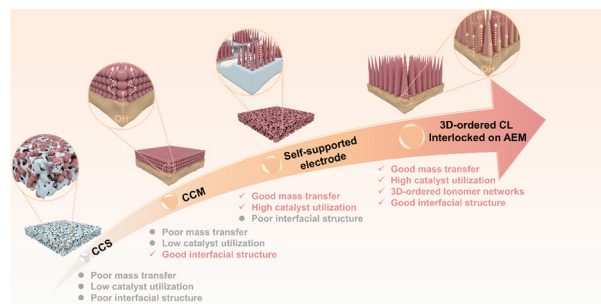 OH⁻
OH⁻
3D-ordered CL
Interlocked on AEM
Self-supported
electrode
✓ Good mass transfer
✓ High catalyst utilization
✓ 3D-ordered Ionomer networks
✓ Good interfacial structure
CCM
✓ Good mass transfer
✓ High catalyst utilization
● Poor interfacial structure
CCS
● Poor mass transfer
● Low catalyst utilization
✓ Good interfacial structure
● Poor mass transfer
● Low catalyst utilization
● Poor interfacial structure